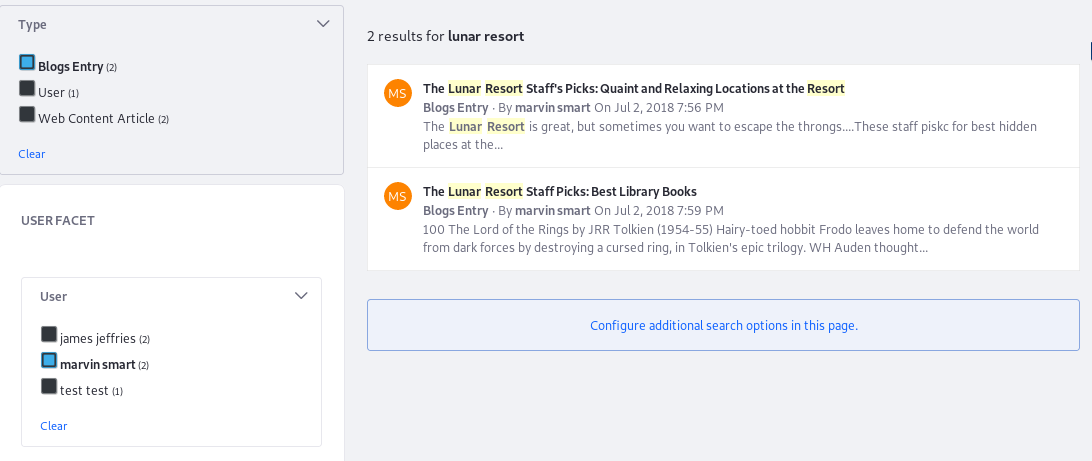 Type
Blogs Entry (2)
User (1)
Web Content Article (2)
Clear
USER FACET
User
james jeffries (2)
marvin smart (2)
test test (1)
Clear
2 results for lunar resort
MS
The Lunar Resort Staff's Picks: Quaint and Relaxing Locations at the Resort
Blogs Entry · By marvin smart On Jul 2, 2018 7:56 PM
The Lunar Resort is great, but sometimes you want to escape the throngs....These staff piskc for best hidden
places at the...
MS
The Lunar Resort Staff Picks: Best Library Books
Blogs Entry · By marvin smart On Jul 2, 2018 7:59 PM
100 The Lord of the Rings by JRR Tolkien (1954-55) Hairy-toed hobbit Frodo leaves home to defend the world
from dark forces by destroying a cursed ring, in Tolkien's epic trilogy. WH Auden thought...
Configure additional search options in this page.